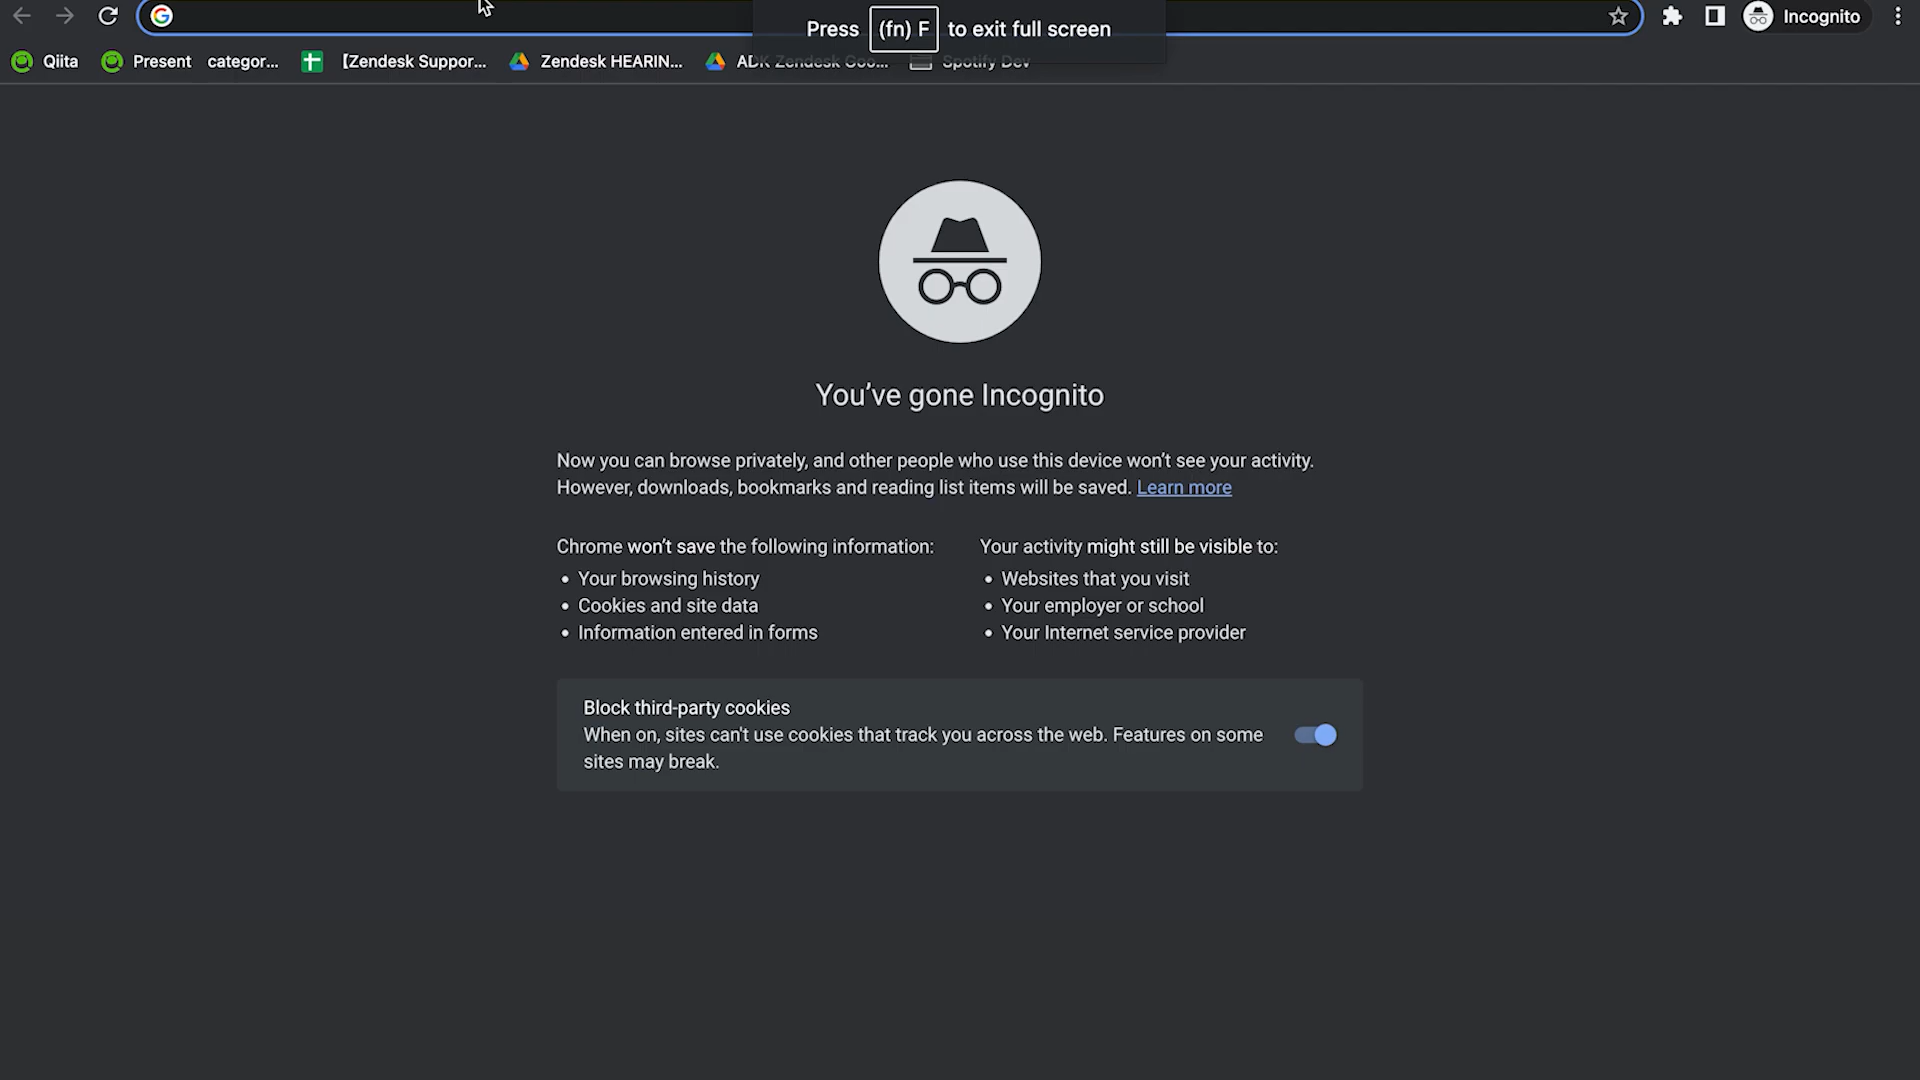 Press (fn) F to exit full screen
Incognito
Qiita Present categor... [Zendesk Suppor... Zendesk HEARIN... ADK Zendesk Goo... Spotify Dev
You've gone Incognito
Now you can browse privately, and other people who use this device won't see your activity.
However, downloads, bookmarks and reading list items will be saved. Learn more
Chrome won't save the following information:
• Your browsing history
• Cookies and site data
• Information entered in forms
Your activity might still be visible to:
• Websites that you visit
• Your employer or school
• Your Internet service provider
Block third-party cookies
When on, sites can't use cookies that track you across the web. Features on some
sites may break.